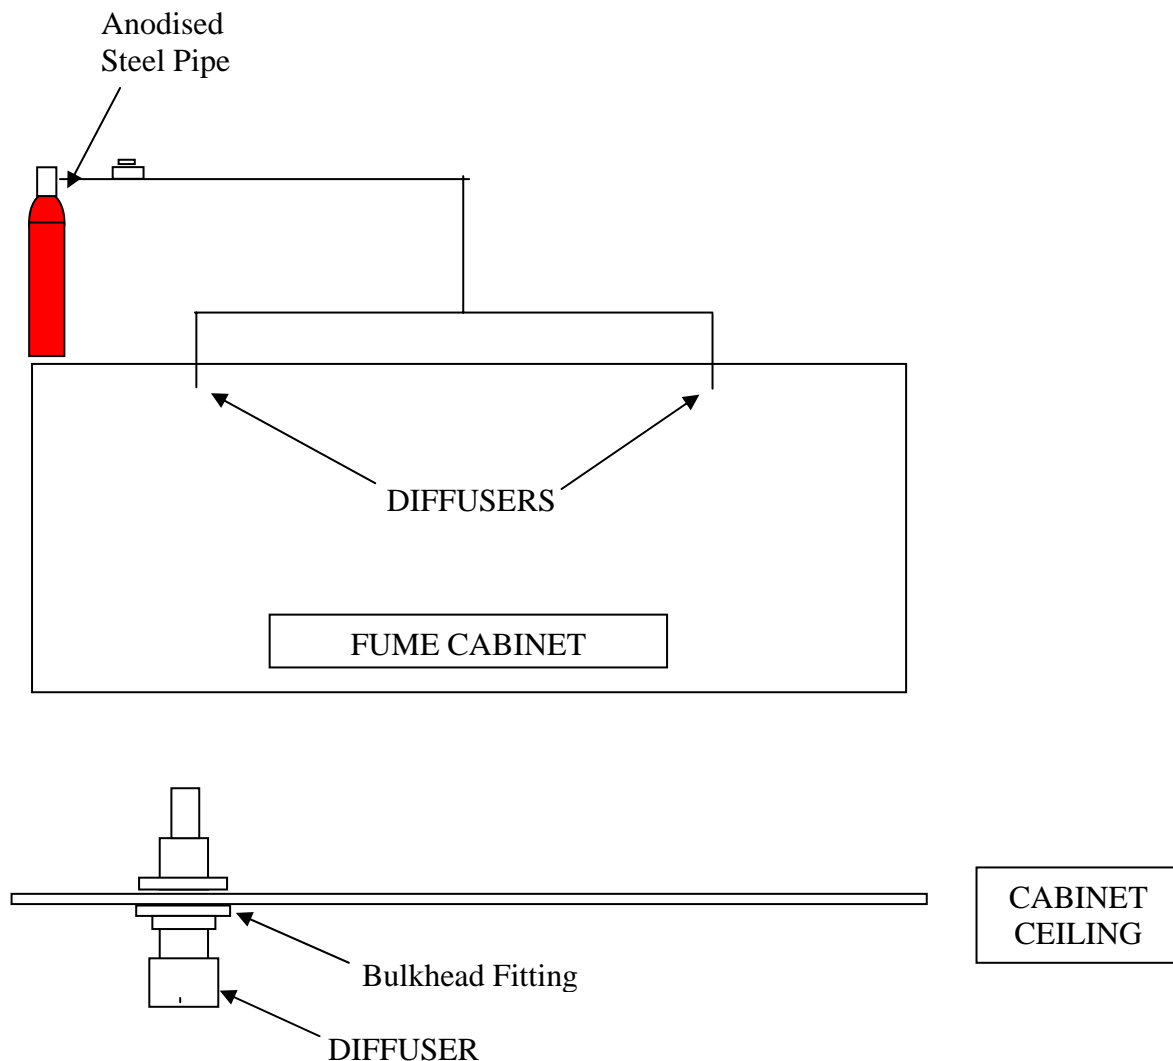 Anodised
Steel Pipe
DIFFUSERS
FUME CABINET
CABINET
CEILING
Bulkhead Fitting
DIFFUSER